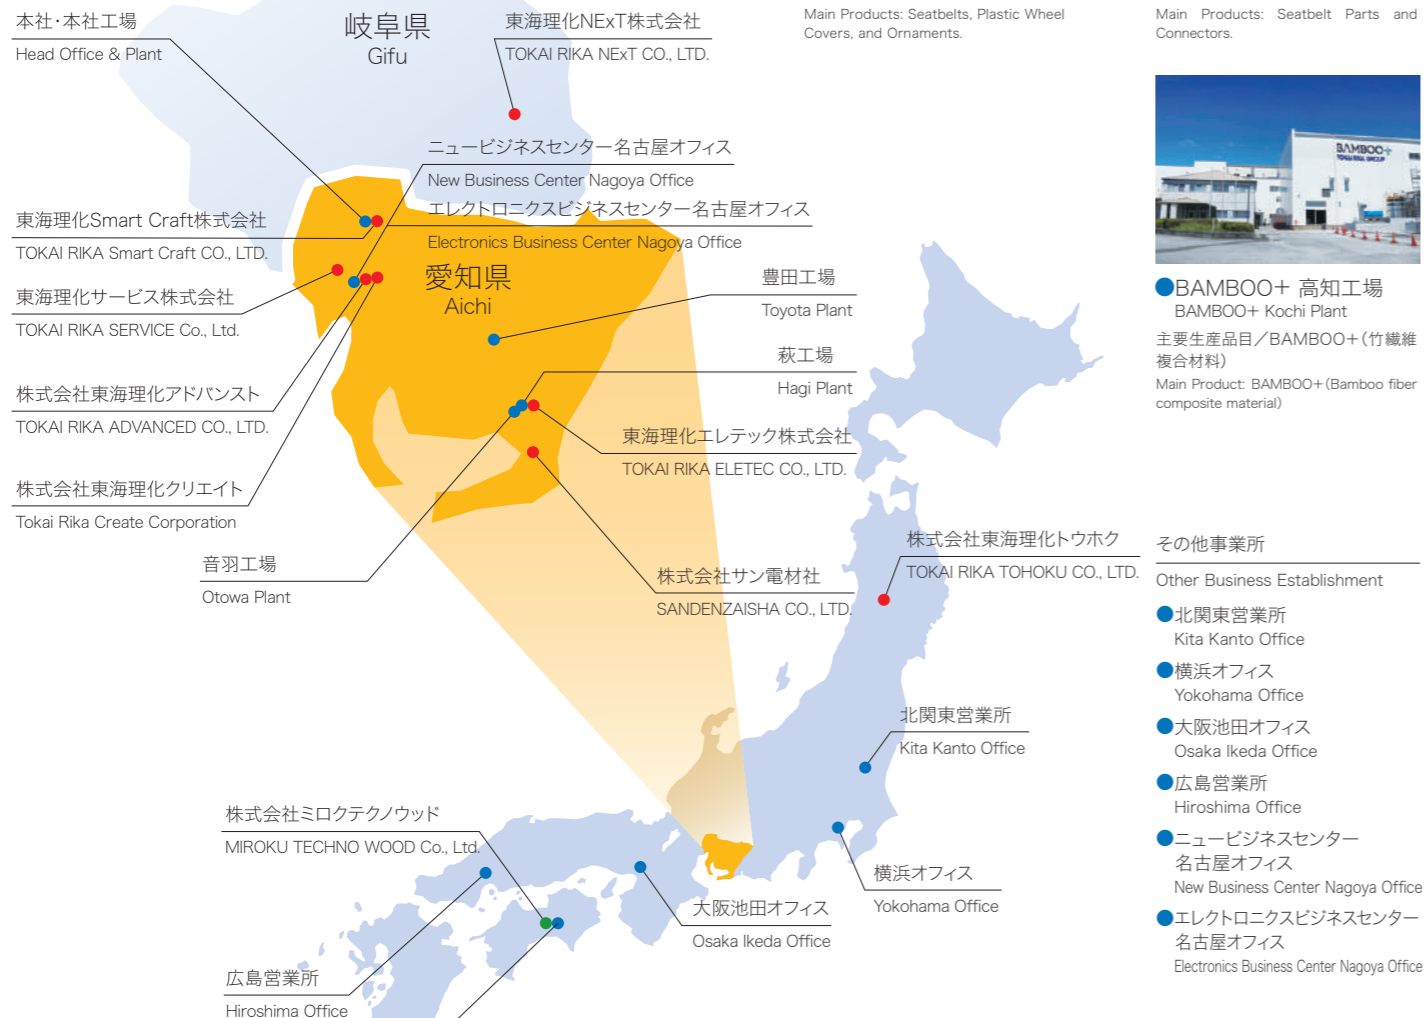 本社・本社工場
Head Office & Plant
岐阜県
Gifu
東海理化NExT株式会社
TOKAI RIKA NExT CO., LTD.
Main Products: Seatbelts, Plastic Wheel
Covers, and Ornaments.
Main Products: Seatbelt Parts and
Connectors.
ニュービジネスセンター名古屋オフィス
New Business Center Nagoya Office
エレクトロニクスビジネスセンター名古屋オフィス
Electronics Business Center Nagoya Office
東海理化Smart Craft株式会社
TOKAI RIKA Smart Craft CO., LTD.
東海理化サービス株式会社
TOKAI RIKA SERVICE Co., Ltd.
愛知県
Aichi
豊田工場
Toyota Plant
萩工場
Hagi Plant
株式会社東海理化アドバンスト
TOKAI RIKA ADVANCED CO., LTD.
東海理化エレテック株式会社
TOKAI RIKA ELETEC CO., LTD.
株式会社東海理化クリエイト
Tokai Rika Create Corporation
音羽工場
Otowa Plant
株式会社サン電材社
SANDENZAISHA CO., LTD.
株式会社東海理化トウホク
TOKAI RIKA TOHOKU CO., LTD.
北関東営業所
Kita Kanto Office
株式会社ミロクテクノウッド
MIROKU TECHNO WOOD Co., Ltd.
横浜オフィス
Yokohama Office
大阪池田オフィス
Osaka Ikeda Office
広島営業所
Hiroshima Office
BAMBOO+
TOKAI RIKA GROUP
●BAMBOO+ 高知工場
BAMBOO+ Kochi Plant
主要生産品目／BAMBOO+（竹繊維
複合材料）
Main Product: BAMBOO+(Bamboo fiber
composite material)
その他事業所
Other Business Establishment
●北関東営業所
Kita Kanto Office
●横浜オフィス
Yokohama Office
●大阪池田オフィス
Osaka Ikeda Office
●広島営業所
Hiroshima Office
●ニュービジネスセンター
名古屋オフィス
New Business Center Nagoya Office
●エレクトロニクスビジネスセンター
名古屋オフィス
Electronics Business Center Nagoya Office